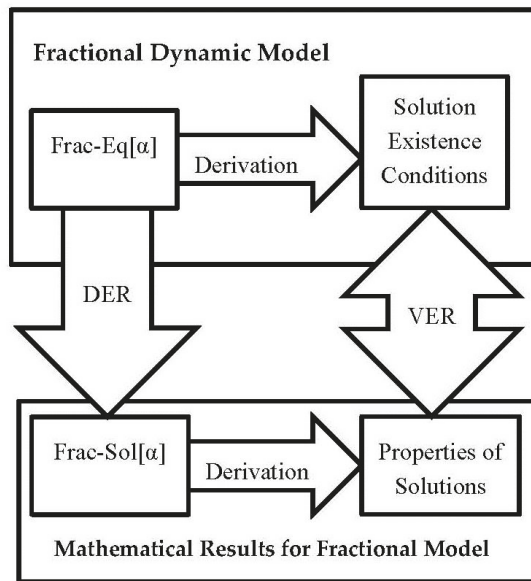 Fractional Dynamic Model
Frac-Eq[α]
Derivation
Solution
Existence
Conditions
DER
VER
Frac-Sol[α]
Derivation
Properties of
Solutions
Mathematical Results for Fractional Model